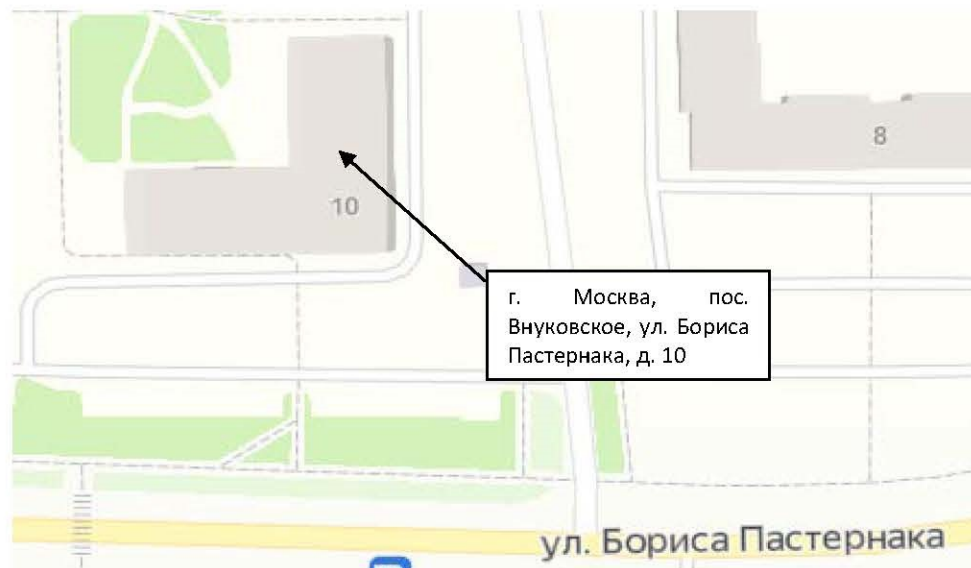 8
10
г. Москва, пос.
Внуковское, ул. Бориса
Пастернака, д. 10
ул. Бориса Пастернака